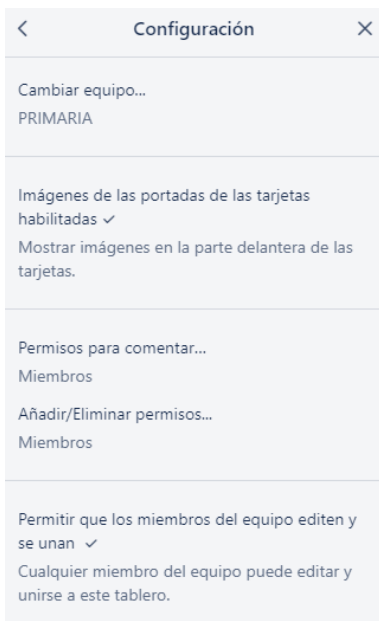 Configuración
Cambiar equipo...
PRIMARIA
Imágenes de las portadas de las tarjetas
habilitadas ✓
Mostrar imágenes en la parte delantera de las
tarjetas.
Permisos para comentar...
Miembros
Añadir/Eliminar permisos...
Miembros
Permitir que los miembros del equipo editen y
se unan ✓
Cualquier miembro del equipo puede editar y
unirse a este tablero.